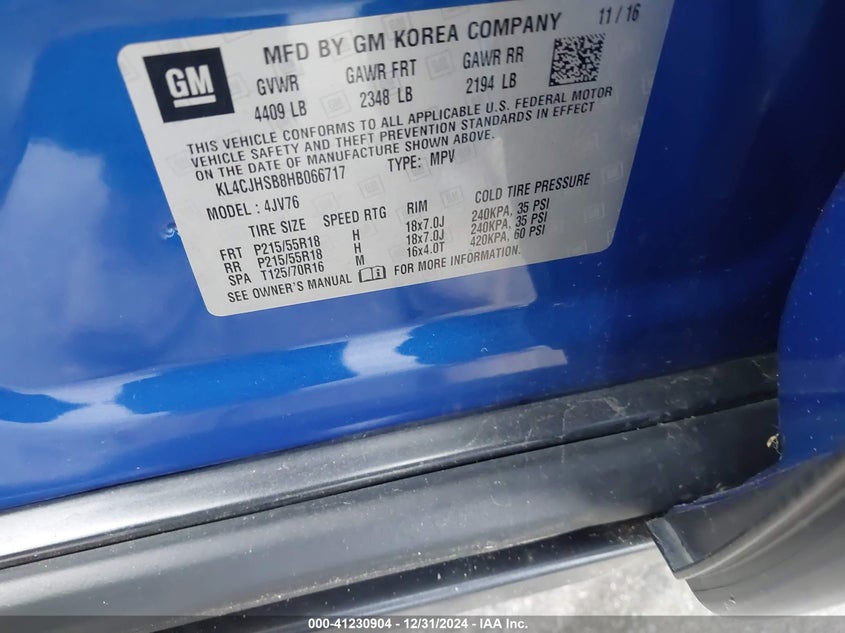 GM
MFD BY GM KOREA COMPANY 11/16
GVWR GAWR FRT GAWR RR
4409 LB 2348 LB 2194 LB
THIS VEHICLE CONFORMS TO ALL APPLICABLE U.S. FEDERAL MOTOR
VEHICLE SAFETY AND THEFT PREVENTION STANDARDS IN EFFECT
ON THE DATE OF MANUFACTURE SHOWN ABOVE.
KL4CJHSB8HB066717 TYPE: MPV
MODEL: 4JV76
TIRE SIZE SPEED RTG RIM COLD TIRE PRESSURE
FRT P215/55R18 H 18x7.0J 240KPA, 35 PSI
RR P215/55R18 H 18x7.0J 240KPA, 35 PSI
SPA T125/70R16 M 16x4.0T 420KPA, 60 PSI
SEE OWNER'S MANUAL FOR MORE INFORMATION.
000-41230904 - 12/31/2024 - IAA Inc.